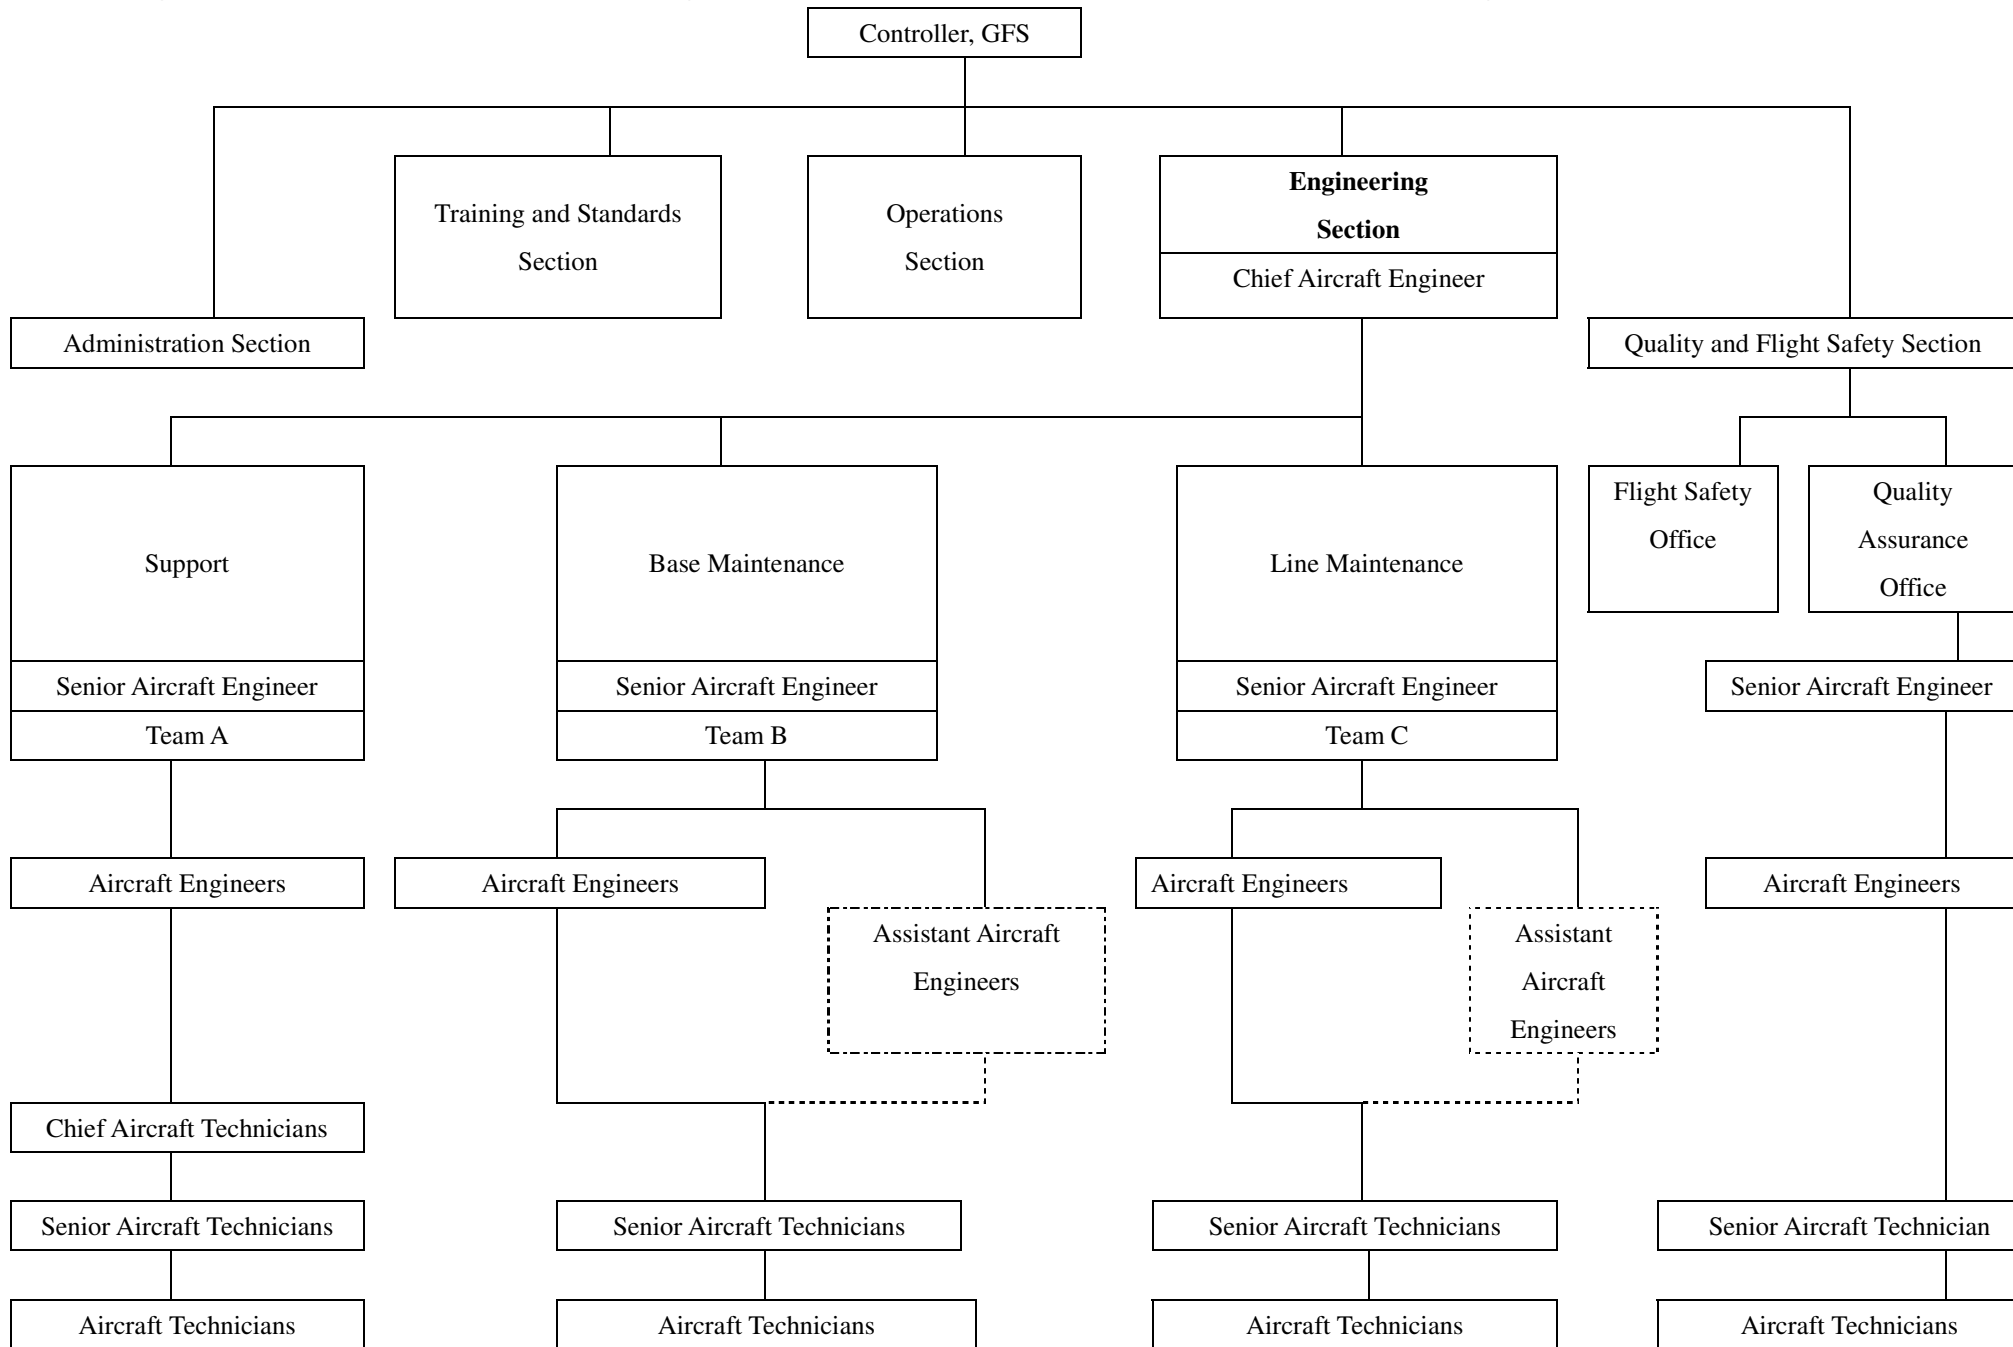 Controller, GFS
Training and Standards
Section
Operations
Section
Engineering
Section
Chief Aircraft Engineer
Administration Section
Quality and Flight Safety Section
Support
Senior Aircraft Engineer
Team A
Base Maintenance
Senior Aircraft Engineer
Team B
Line Maintenance
Senior Aircraft Engineer
Team C
Flight Safety
Office
Quality
Assurance
Office
Senior Aircraft Engineer
Aircraft Engineers
Aircraft Engineers
Assistant Aircraft
Engineers
Aircraft Engineers
Assistant
Aircraft
Engineers
Aircraft Engineers
Chief Aircraft Technicians
Senior Aircraft Technicians
Senior Aircraft Technicians
Senior Aircraft Technicians
Senior Aircraft Technician
Aircraft Technicians
Aircraft Technicians
Aircraft Technicians
Aircraft Technicians